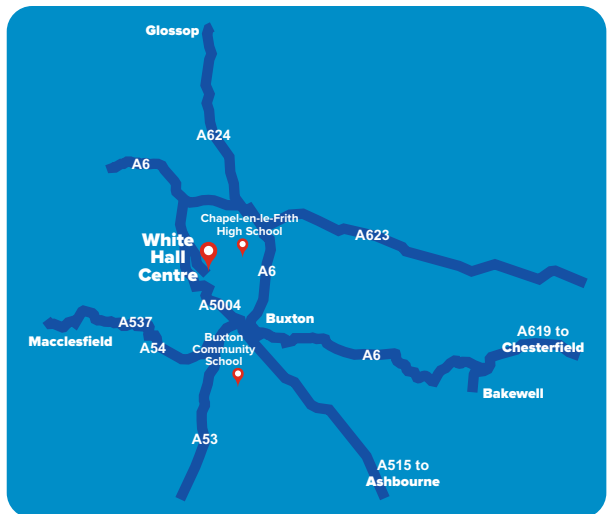 Glossop
A624
A6
Chapel-en-le-Frith
High School
White
Hall
Centre
A623
A6
A5004
Buxton
A537
Macclesfield
A54
Buxton
Community
School
A6
A619 to
Chesterfield
Bakewell
A53
A515 to
Ashbourne